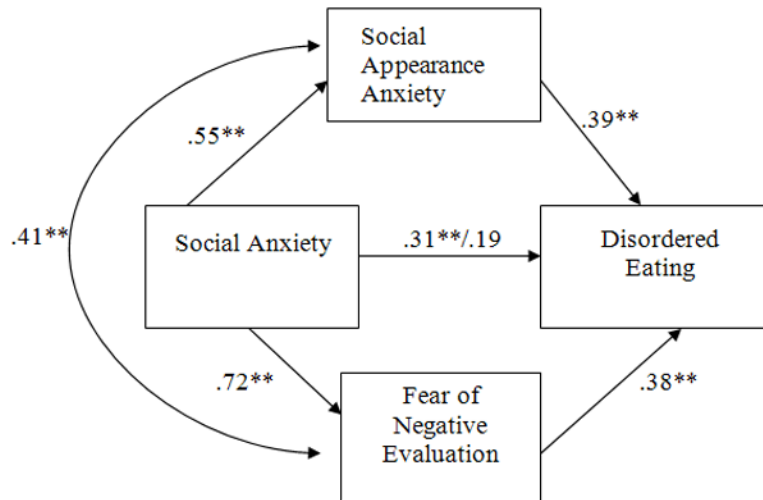 Social
Appearance
Anxiety
.55**
.39**
.41**
Social Anxiety
.31**/.19
Disordered
Eating
.72**
Fear of
Negative
Evaluation
.38**